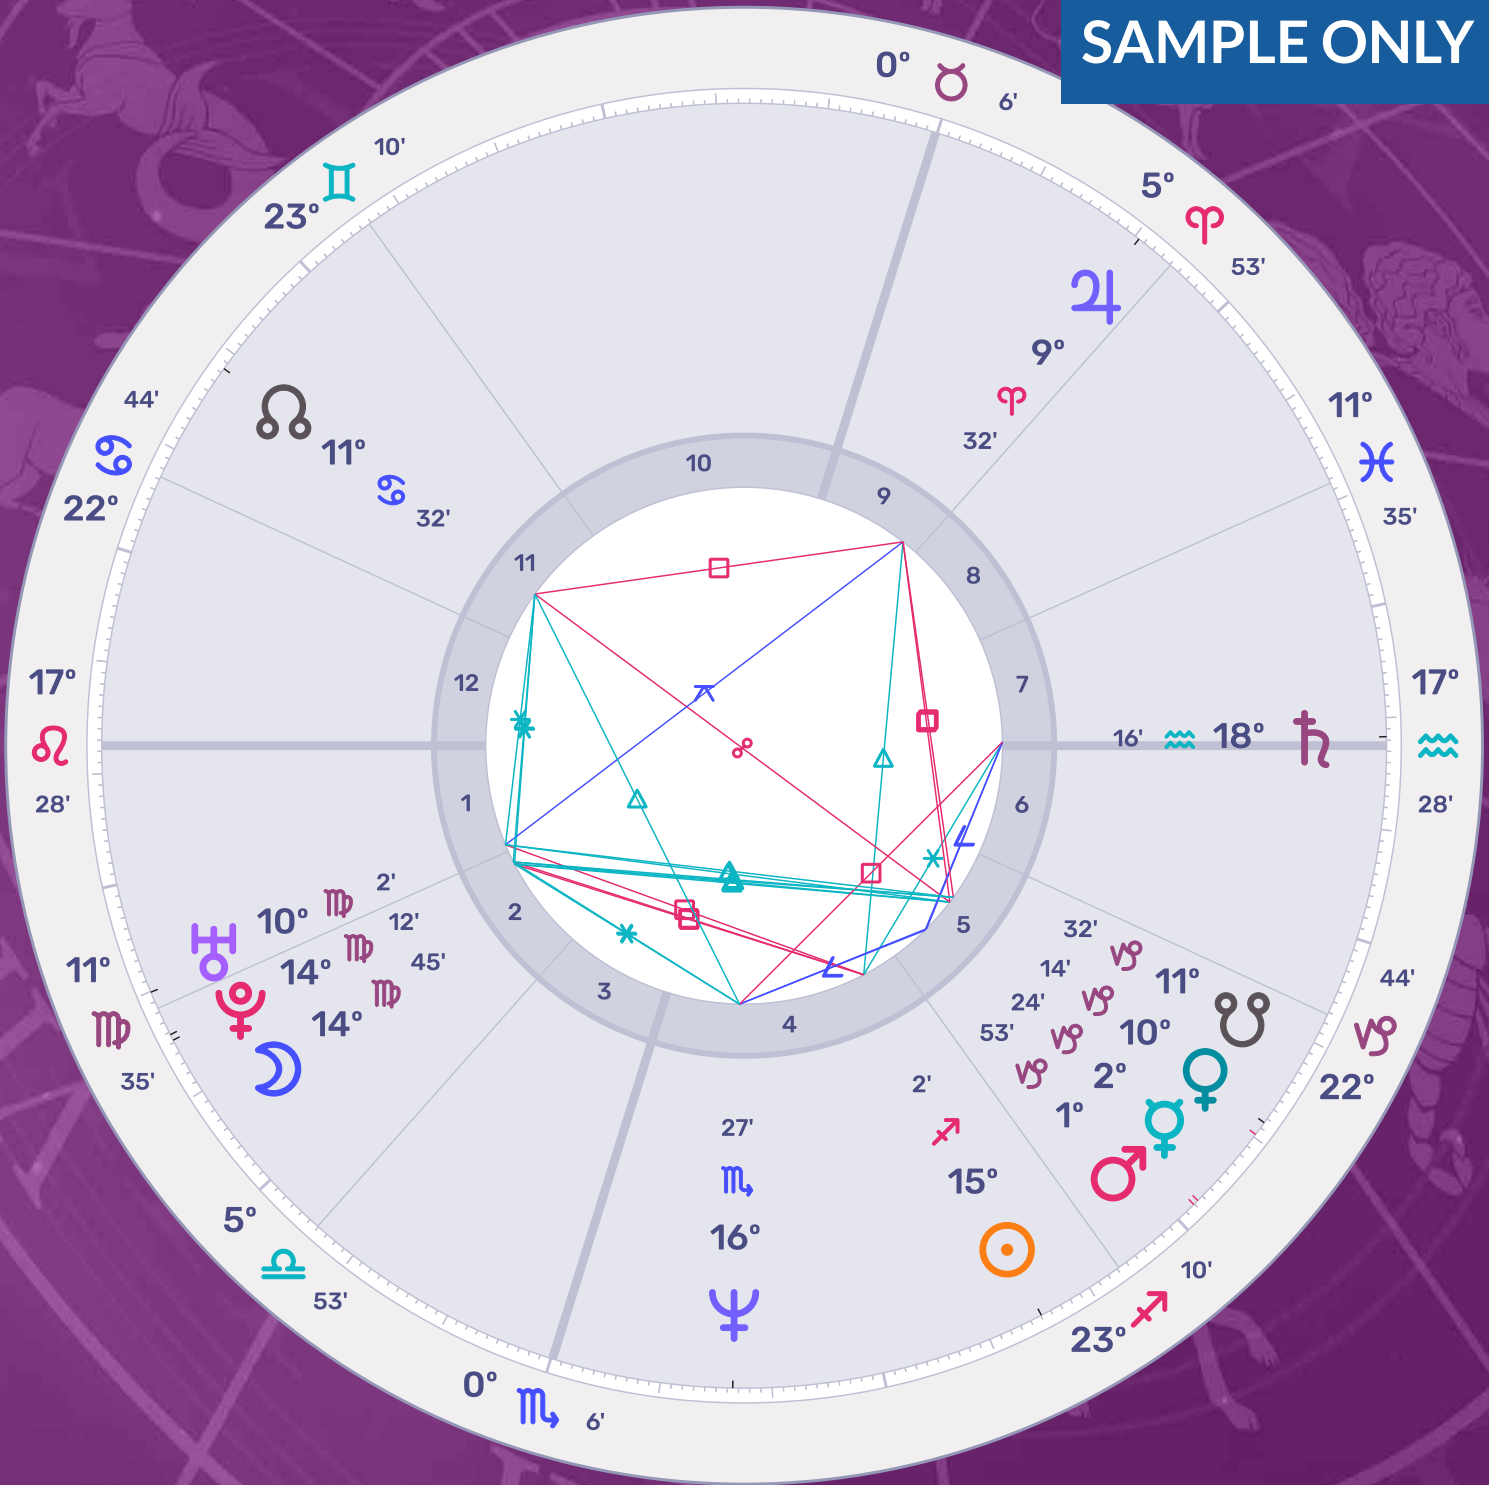 SAMPLE ONLY
0° ♉ 6'
5° ♈ 53'
11° ♓ 35'
17° ♒ 28'
44' ♑ 22°
10' ♐ 23°
0° ♏ 6'
5° ♎ 53'
11° ♍ 35'
17° ♌ 28'
44' ♋ 22°
10' ♊ 23°
♃ 9° ♈ 32'
☊ 11° ♋ 32'
16' ♒ 18° ♄
♅ 10° ♍ 2'
♇ 14° ♍ 12'
☽ 14° ♍ 45'
32' ♑ 11° ☋
14' ♑ 10° ♀
24' ♑ 2° ☿
53' ♑ 1° ♂
2' ♐ 15° ☉
27' ♏ 16° ♆
1
2
3
4
5
6
7
8
9
10
11
12